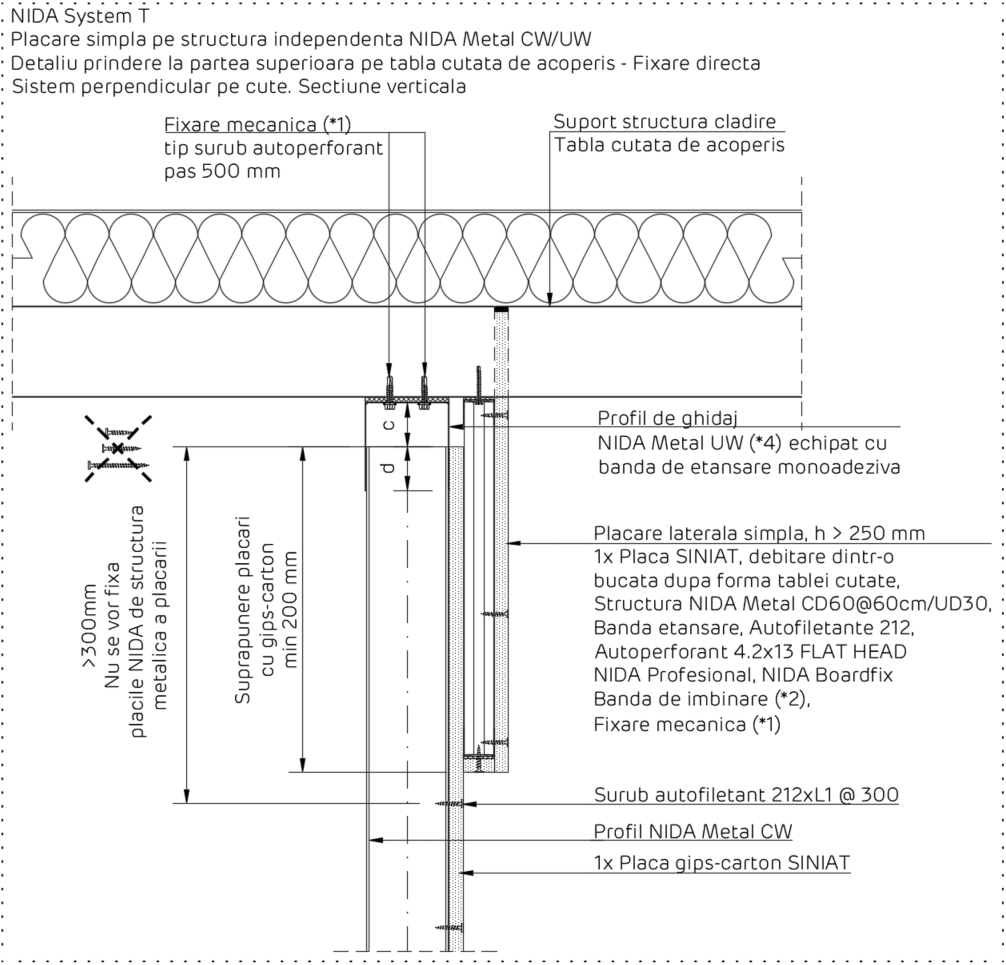 NIDA System T
Placare simpla pe structura independenta NIDA Metal CW/UW
Detaliu prindere la partea superioara pe tabla cutata de acoperis - Fixare directa
Sistem perpendicular pe cute. Sectiune verticala
Fixare mecanica (*1)
tip surub autoperforant
pas 500 mm
Suport structura cladire
Tabla cutata de acoperis
c
d
Profil de ghidaj
NIDA Metal UW (*4) echipat cu
banda de etansare monoadeziva
>300mm
Nu se vor fixa
placile NIDA de structura
metalica a placarii
Suprapunere placari
cu gips-carton
min 200 mm
Placare laterala simpla, h > 250 mm
1x Placa SINIAT, debitare dintr-o
bucata dupa forma tablei cutate,
Structura NIDA Metal CD60@60cm/UD30,
Banda etansare, Autofiletante 212,
Autoperforant 4.2x13 FLAT HEAD
NIDA Profesional, NIDA Boardfix
Banda de imbinare (*2),
Fixare mecanica (*1)
Surub autofiletant 212xL1 @ 300
Profil NIDA Metal CW
1x Placa gips-carton SINIAT